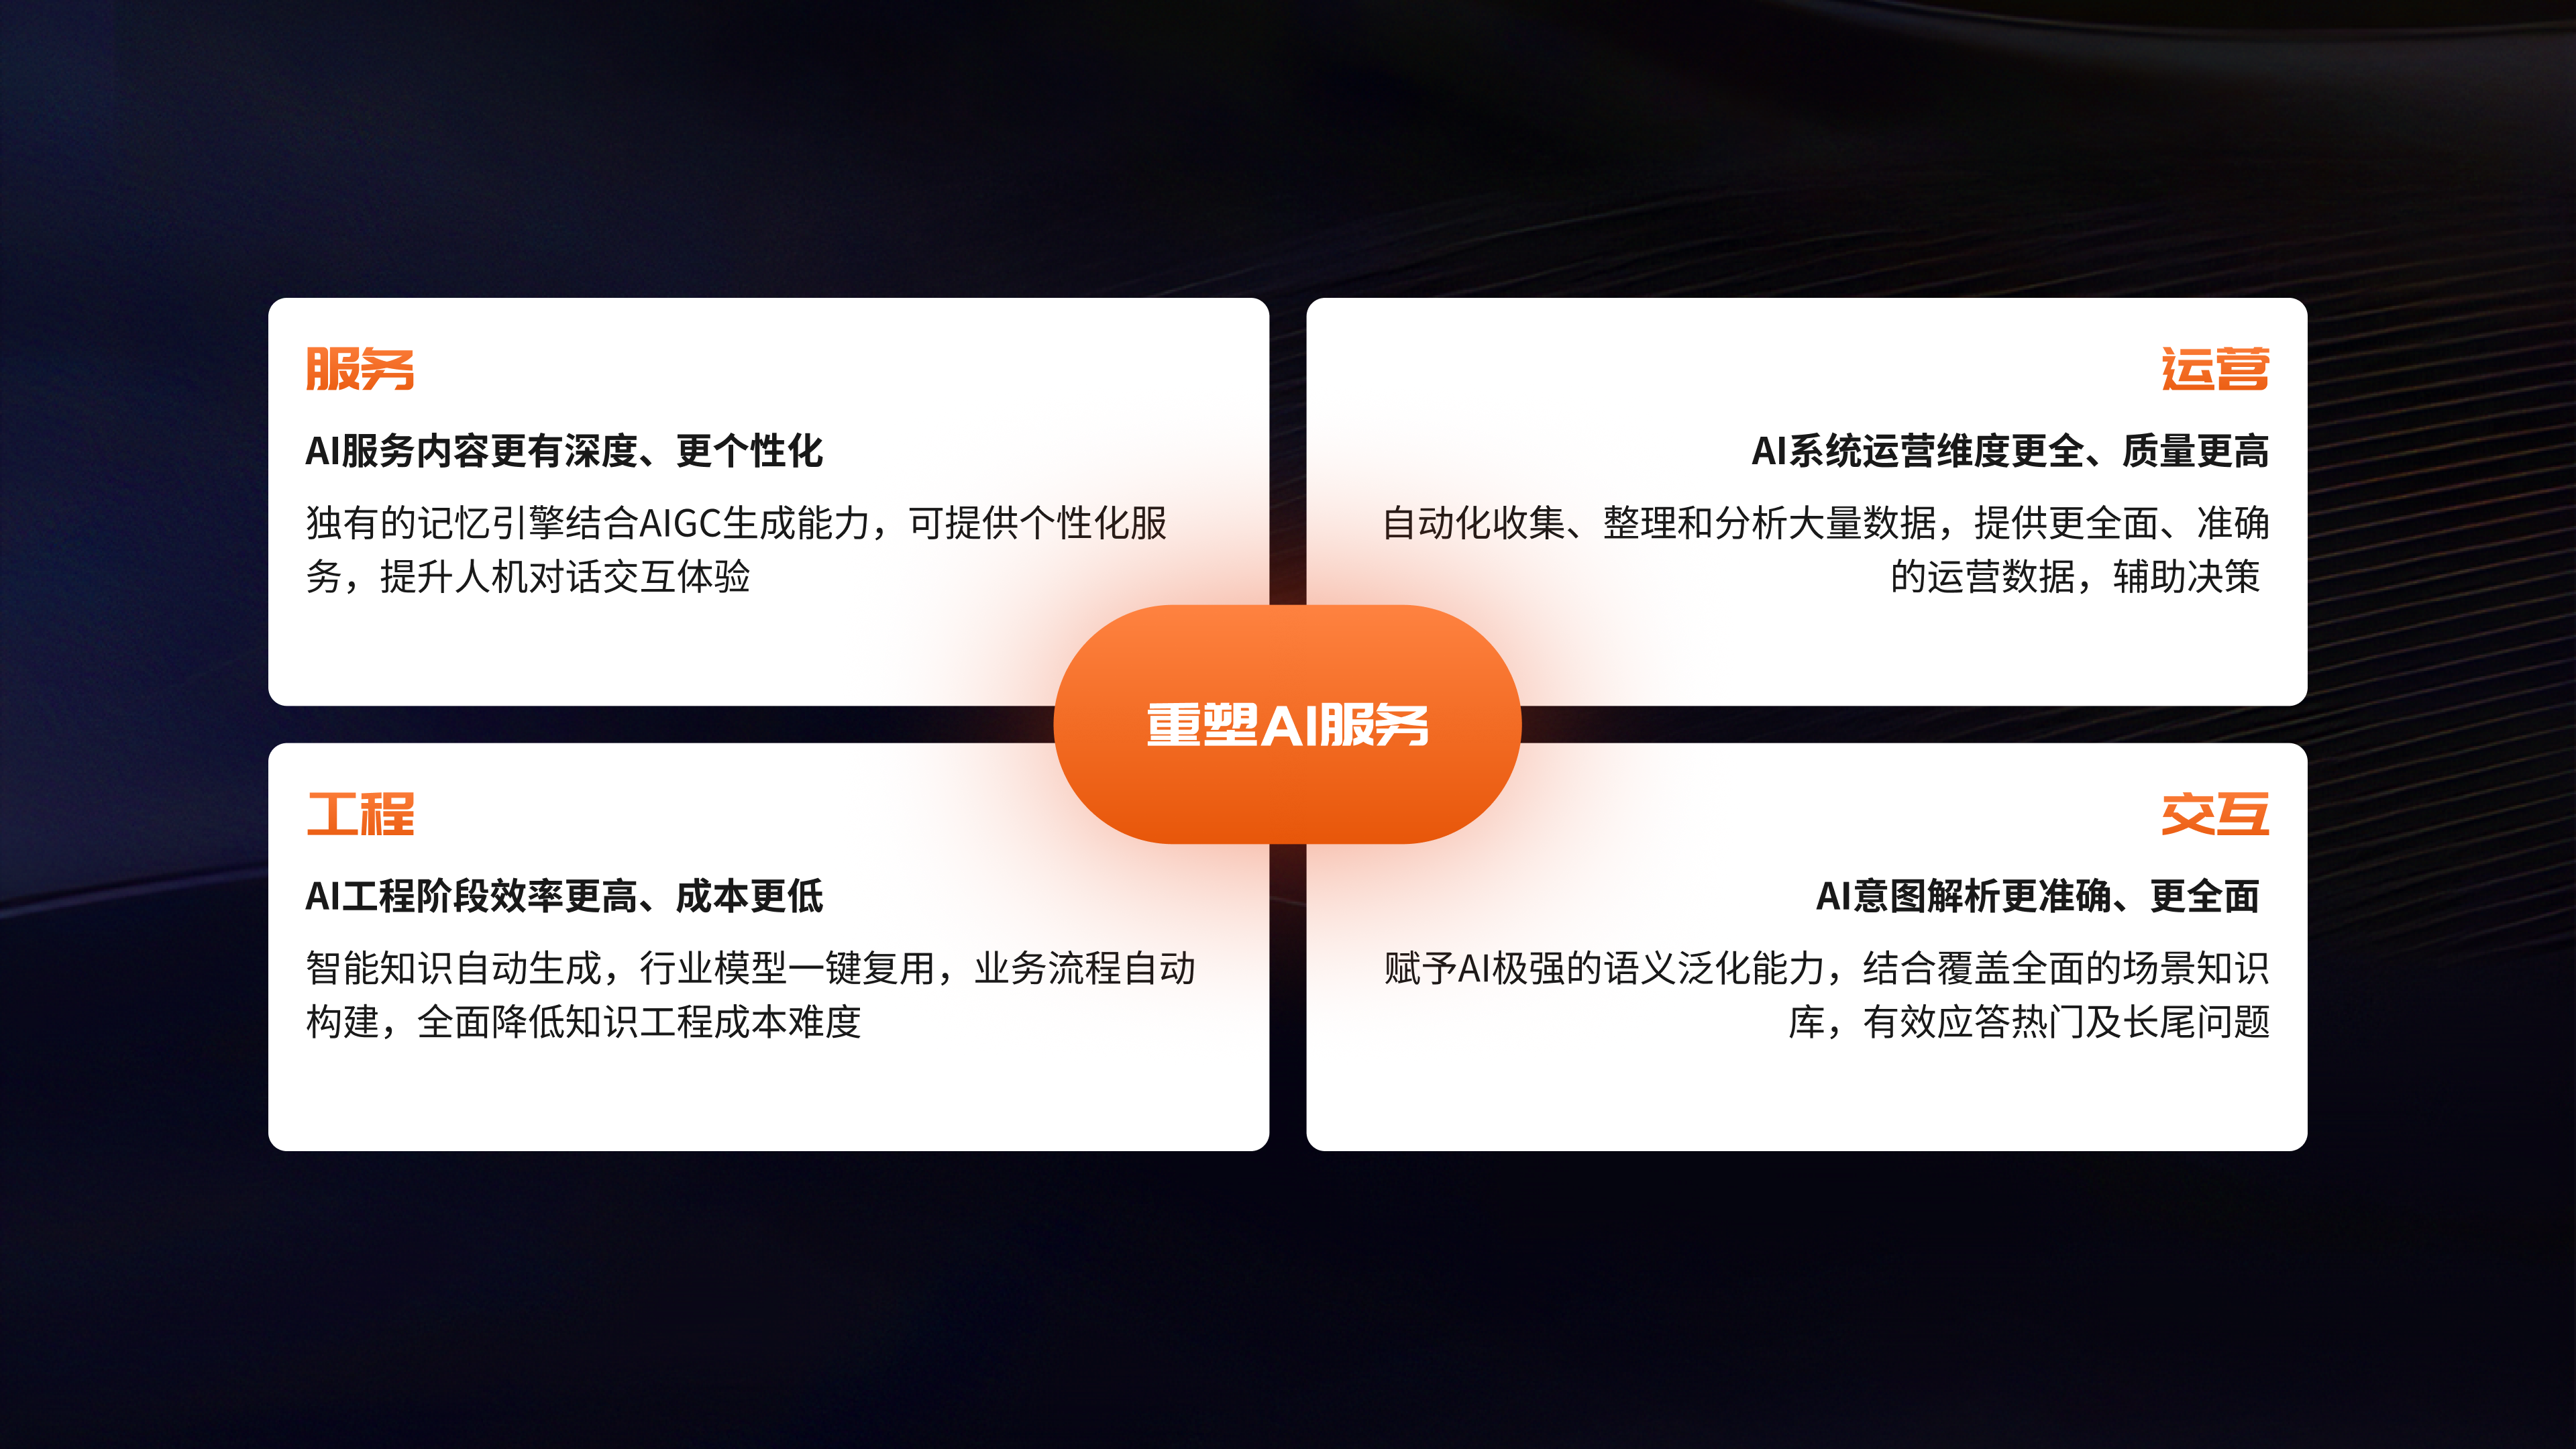 服务
AI服务内容更有深度、更个性化
独有的记忆引擎结合AIGC生成能力，可提供个性化服
务，提升人机对话交互体验
运营
AI系统运营维度更全、质量更高
自动化收集、整理和分析大量数据，提供更全面、准确
的运营数据，辅助决策
重塑AI服务
工程
AI工程阶段效率更高、成本更低
智能知识自动生成，行业模型一键复用，业务流程自动
构建，全面降低知识工程成本难度
交互
AI意图解析更准确、更全面
赋予AI极强的语义泛化能力，结合覆盖全面的场景知识
库，有效应答热门及长尾问题